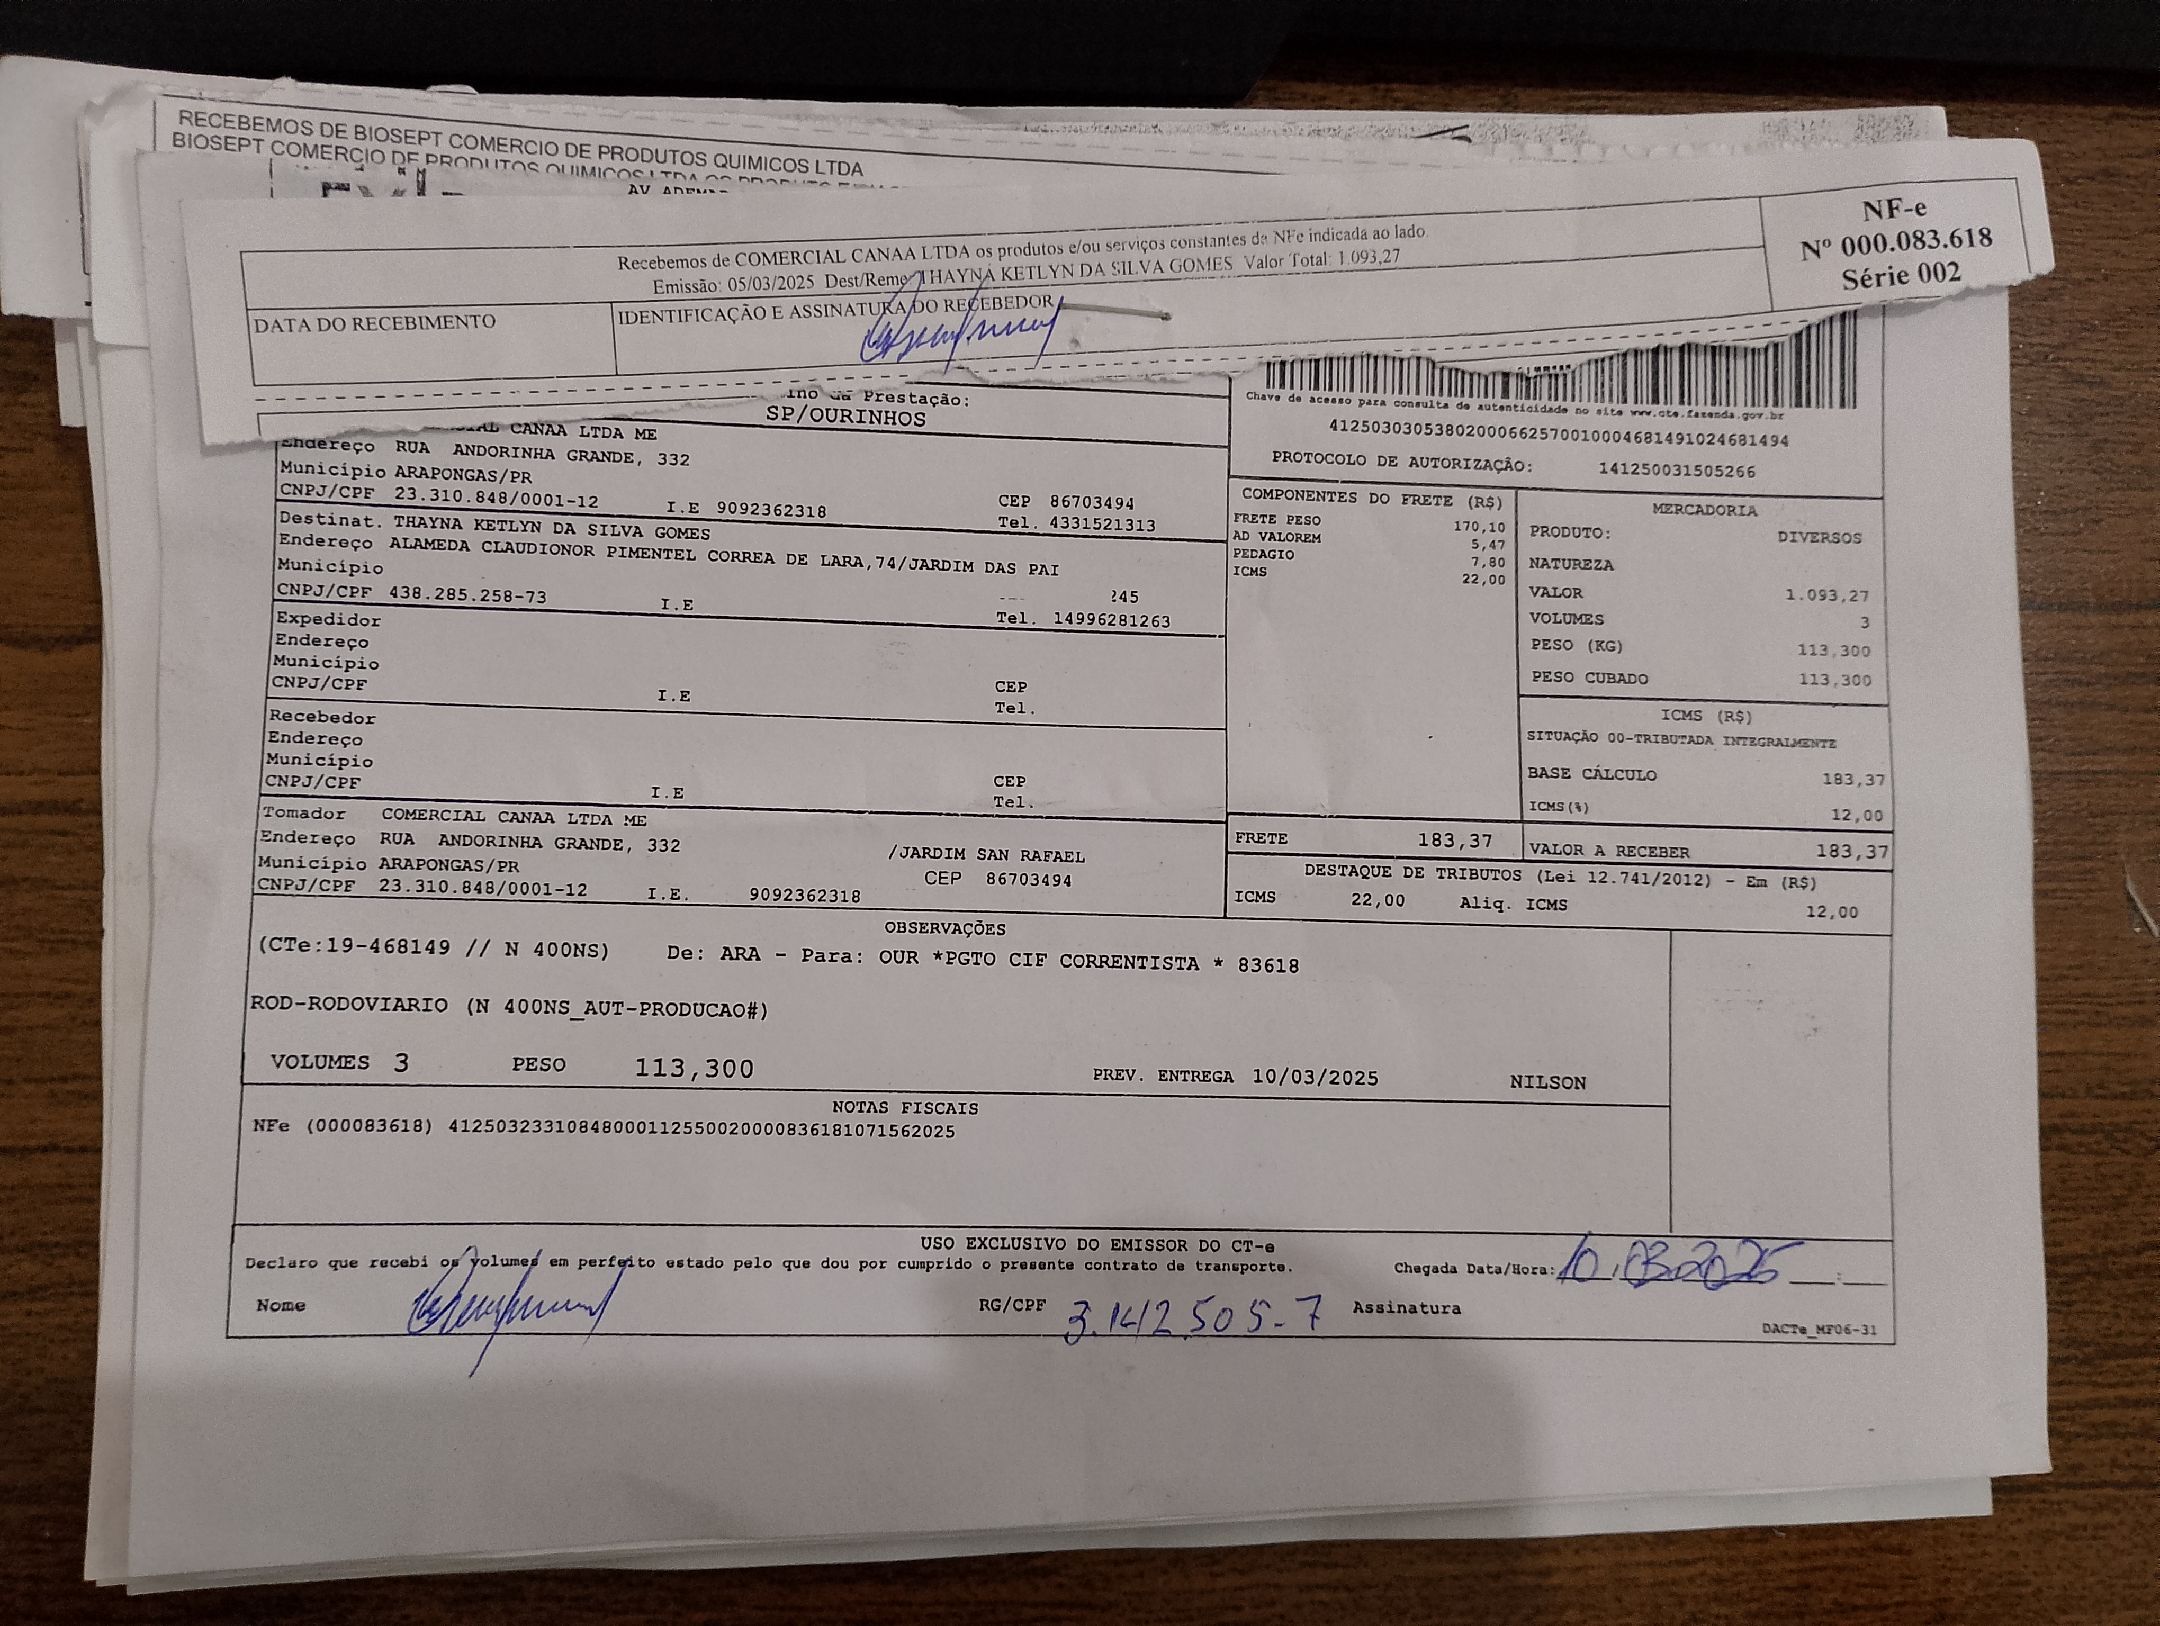 RECEBEMOS DE BIOSEPT COMERCIO DE PRODUTOS QUIMICOS LTDA
BIOSEPT COMERCIO DE PRODUTOS QUIMICOS LTDA
Recebemos de COMERCIAL CANAA LTDA os produtos e/ou serviços constantes da NFe indicada ao lado.
Emissão: 05/03/2025 Dest/Reme: THAYNÁ KETLYN DA SILVA GOMES Valor Total: 1.093,27
NF-e
Nº 000.083.618
Série 002
DATA DO RECEBIMENTO
IDENTIFICAÇÃO E ASSINATURA DO RECEBEDOR
da Prestação:
SP/OURINHOS
Chave de acesso para consulta de autenticidade no site www.cte.fazenda.gov.br
41250303053802000662570010004681491024681494
PROTOCOLO DE AUTORIZAÇÃO: 141250031505266
CANAA LTDA ME
Endereço RUA ANDORINHA GRANDE, 332
Município ARAPONGAS/PR
CNPJ/CPF 23.310.848/0001-12 I.E 9092362318
CEP 86703494
Tel. 4331521313
Destinat. THAYNA KETLYN DA SILVA GOMES
Endereço ALAMEDA CLAUDIONOR PIMENTEL CORREA DE LARA,74/JARDIM DAS PAI
Município
CNPJ/CPF 438.285.258-73 I.E
245
Tel. 14996281263
Expedidor
Endereço
Município
CNPJ/CPF I.E
CEP
Tel.
Recebedor
Endereço
Município
CNPJ/CPF I.E
CEP
Tel.
Tomador COMERCIAL CANAA LTDA ME
Endereço RUA ANDORINHA GRANDE, 332 /JARDIM SAN RAFAEL
Município ARAPONGAS/PR CEP 86703494
CNPJ/CPF 23.310.848/0001-12 I.E. 9092362318
COMPONENTES DO FRETE (R$)
FRETE PESO 170,10
AD VALOREM 5,47
PEDAGIO 7,80
ICMS 22,00
MERCADORIA
PRODUTO: DIVERSOS
NATUREZA
VALOR 1.093,27
VOLUMES 3
PESO (KG) 113,300
PESO CUBADO 113,300
ICMS (R$)
SITUAÇÃO 00-TRIBUTADA INTEGRALMENTE
BASE CÁLCULO 183,37
ICMS(%) 12,00
FRETE 183,37
VALOR A RECEBER 183,37
DESTAQUE DE TRIBUTOS (Lei 12.741/2012) - Em (R$)
ICMS 22,00 Aliq. ICMS 12,00
OBSERVAÇÕES
(CTe:19-468149 // N 400NS) De: ARA - Para: OUR *PGTO CIF CORRENTISTA * 83618
ROD-RODOVIARIO (N 400NS_AUT-PRODUCAO#)
VOLUMES 3 PESO 113,300 PREV. ENTREGA 10/03/2025 NILSON
NOTAS FISCAIS
NFe (000083618) 41250323310848000112550020000836181071562025
USO EXCLUSIVO DO EMISSOR DO CT-e
Declaro que recebi os volumes em perfeito estado pelo que dou por cumprido o presente contrato de transporte.
Chegada Data/Hora: 10.03.2025 __:__
Nome
RG/CPF 3.142.505-7 Assinatura
DACTe_MF06-31